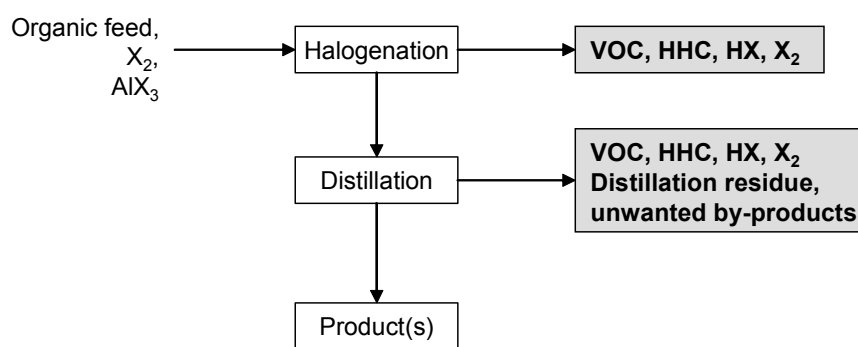 Organic feed,
X₂,
AlX₃
Halogenation
VOC, HHC, HX, X₂
Distillation
VOC, HHC, HX, X₂
Distillation residue,
unwanted by-products
Product(s)